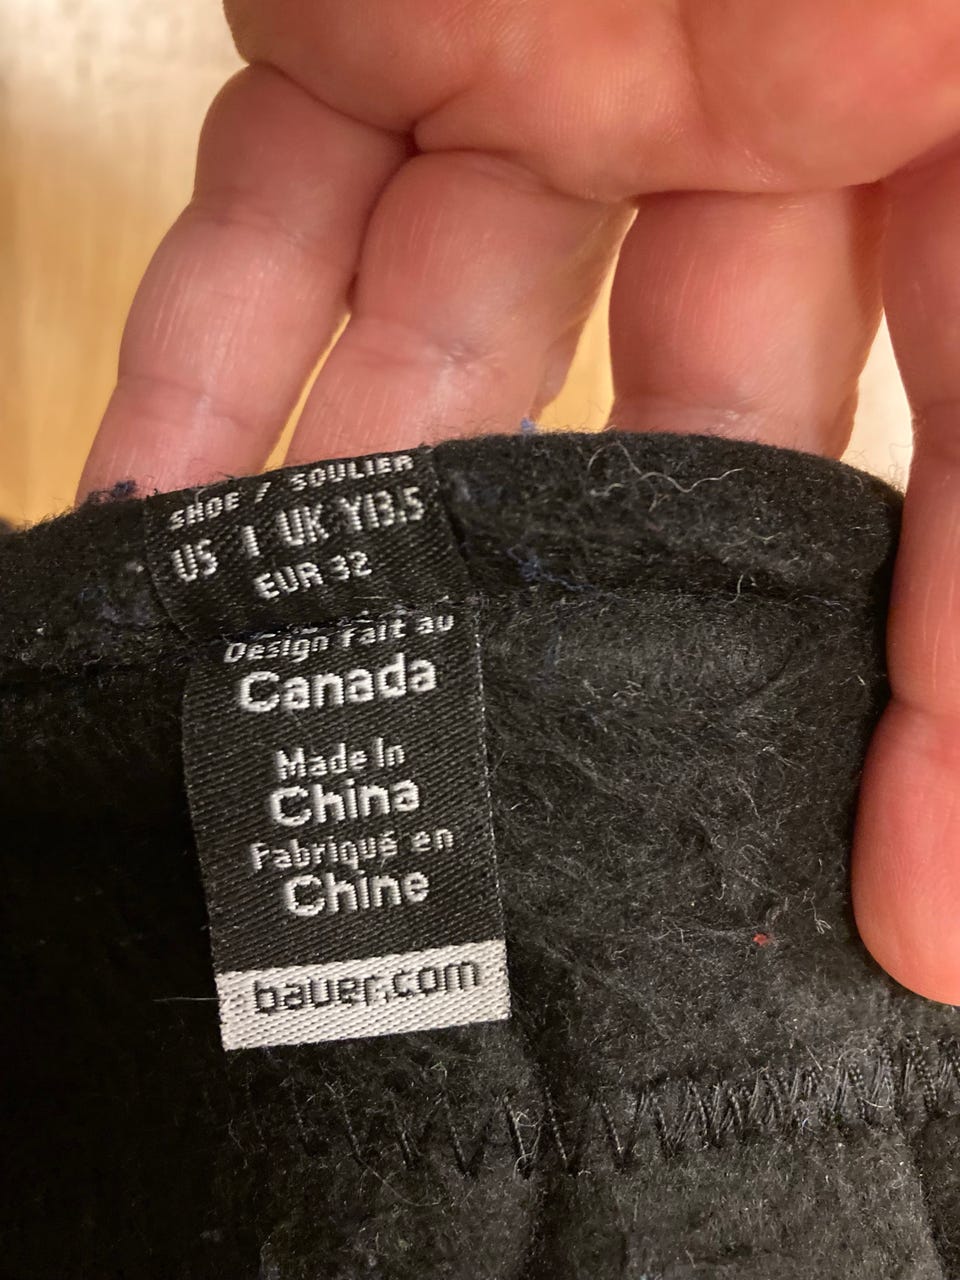 SHOE / SOULIER
US 1 UK Y13.5
EUR 32
Design fait au
Canada
Made In
China
Fabriqué en
Chine
bauer.com